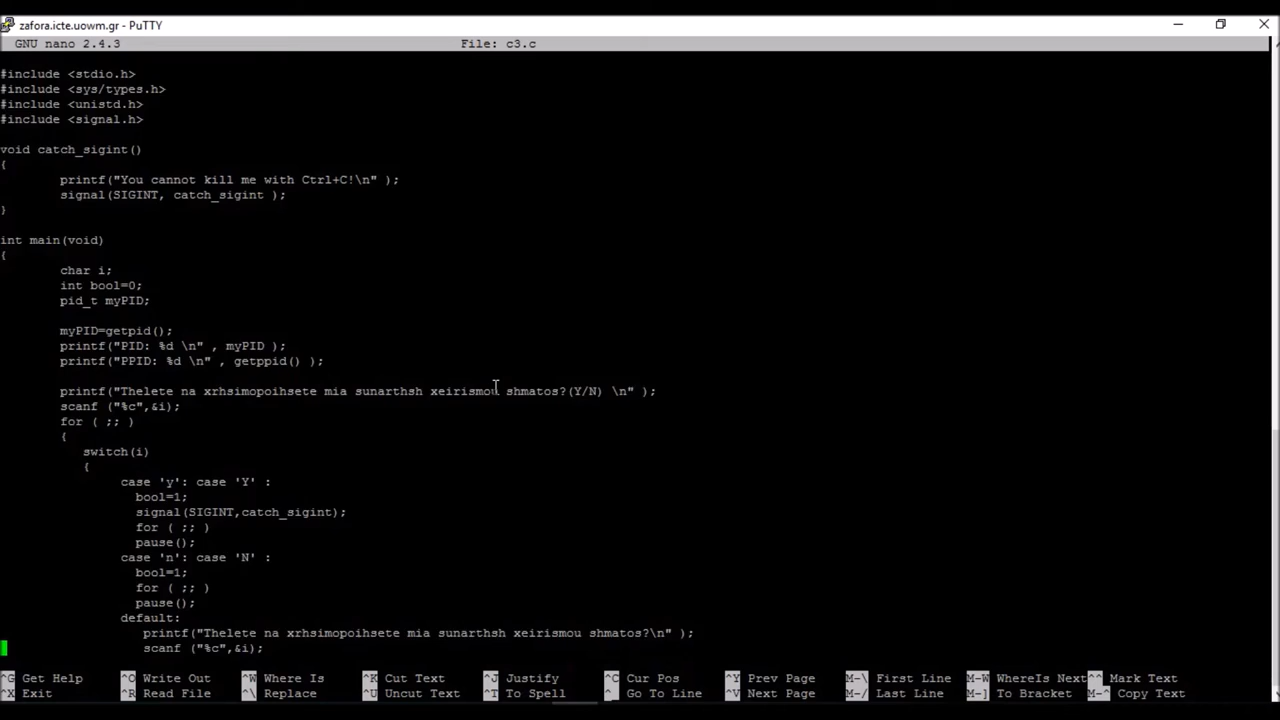 zafora.icte.uowm.gr - PuTTY
GNU nano 2.4.3 File: c3.c
#include <stdio.h>
#include <sys/types.h>
#include <unistd.h>
#include <signal.h>
void catch_sigint()
{
printf("You cannot kill me with Ctrl+C!\n" );
signal(SIGINT, catch_sigint );
}
int main(void)
{
char i;
int bool=0;
pid_t myPID;
myPID=getpid();
printf("PID: %d \n" , myPID );
printf("PPID: %d \n" , getppid() );
printf("Thelete na xrhsimopoihsete mia sunarthsh xeirismou shmatos?(Y/N) \n" );
scanf ("%c",&i);
for ( ;; )
{
switch(i)
{
case 'y': case 'Y' :
bool=1;
signal(SIGINT,catch_sigint);
for ( ;; )
pause();
case 'n': case 'N' :
bool=1;
for ( ;; )
pause();
default:
printf("Thelete na xrhsimopoihsete mia sunarthsh xeirismou shmatos?\n" );
scanf ("%c",&i);
^G Get Help ^O Write Out ^W Where Is ^K Cut Text ^J Justify ^C Cur Pos ^Y Prev Page M-\ First Line M-W WhereIs Next ^^ Mark Text
^X Exit ^R Read File ^\ Replace ^U Uncut Text ^T To Spell ^_ Go To Line ^V Next Page M-/ Last Line M-] To Bracket M-^ Copy Text